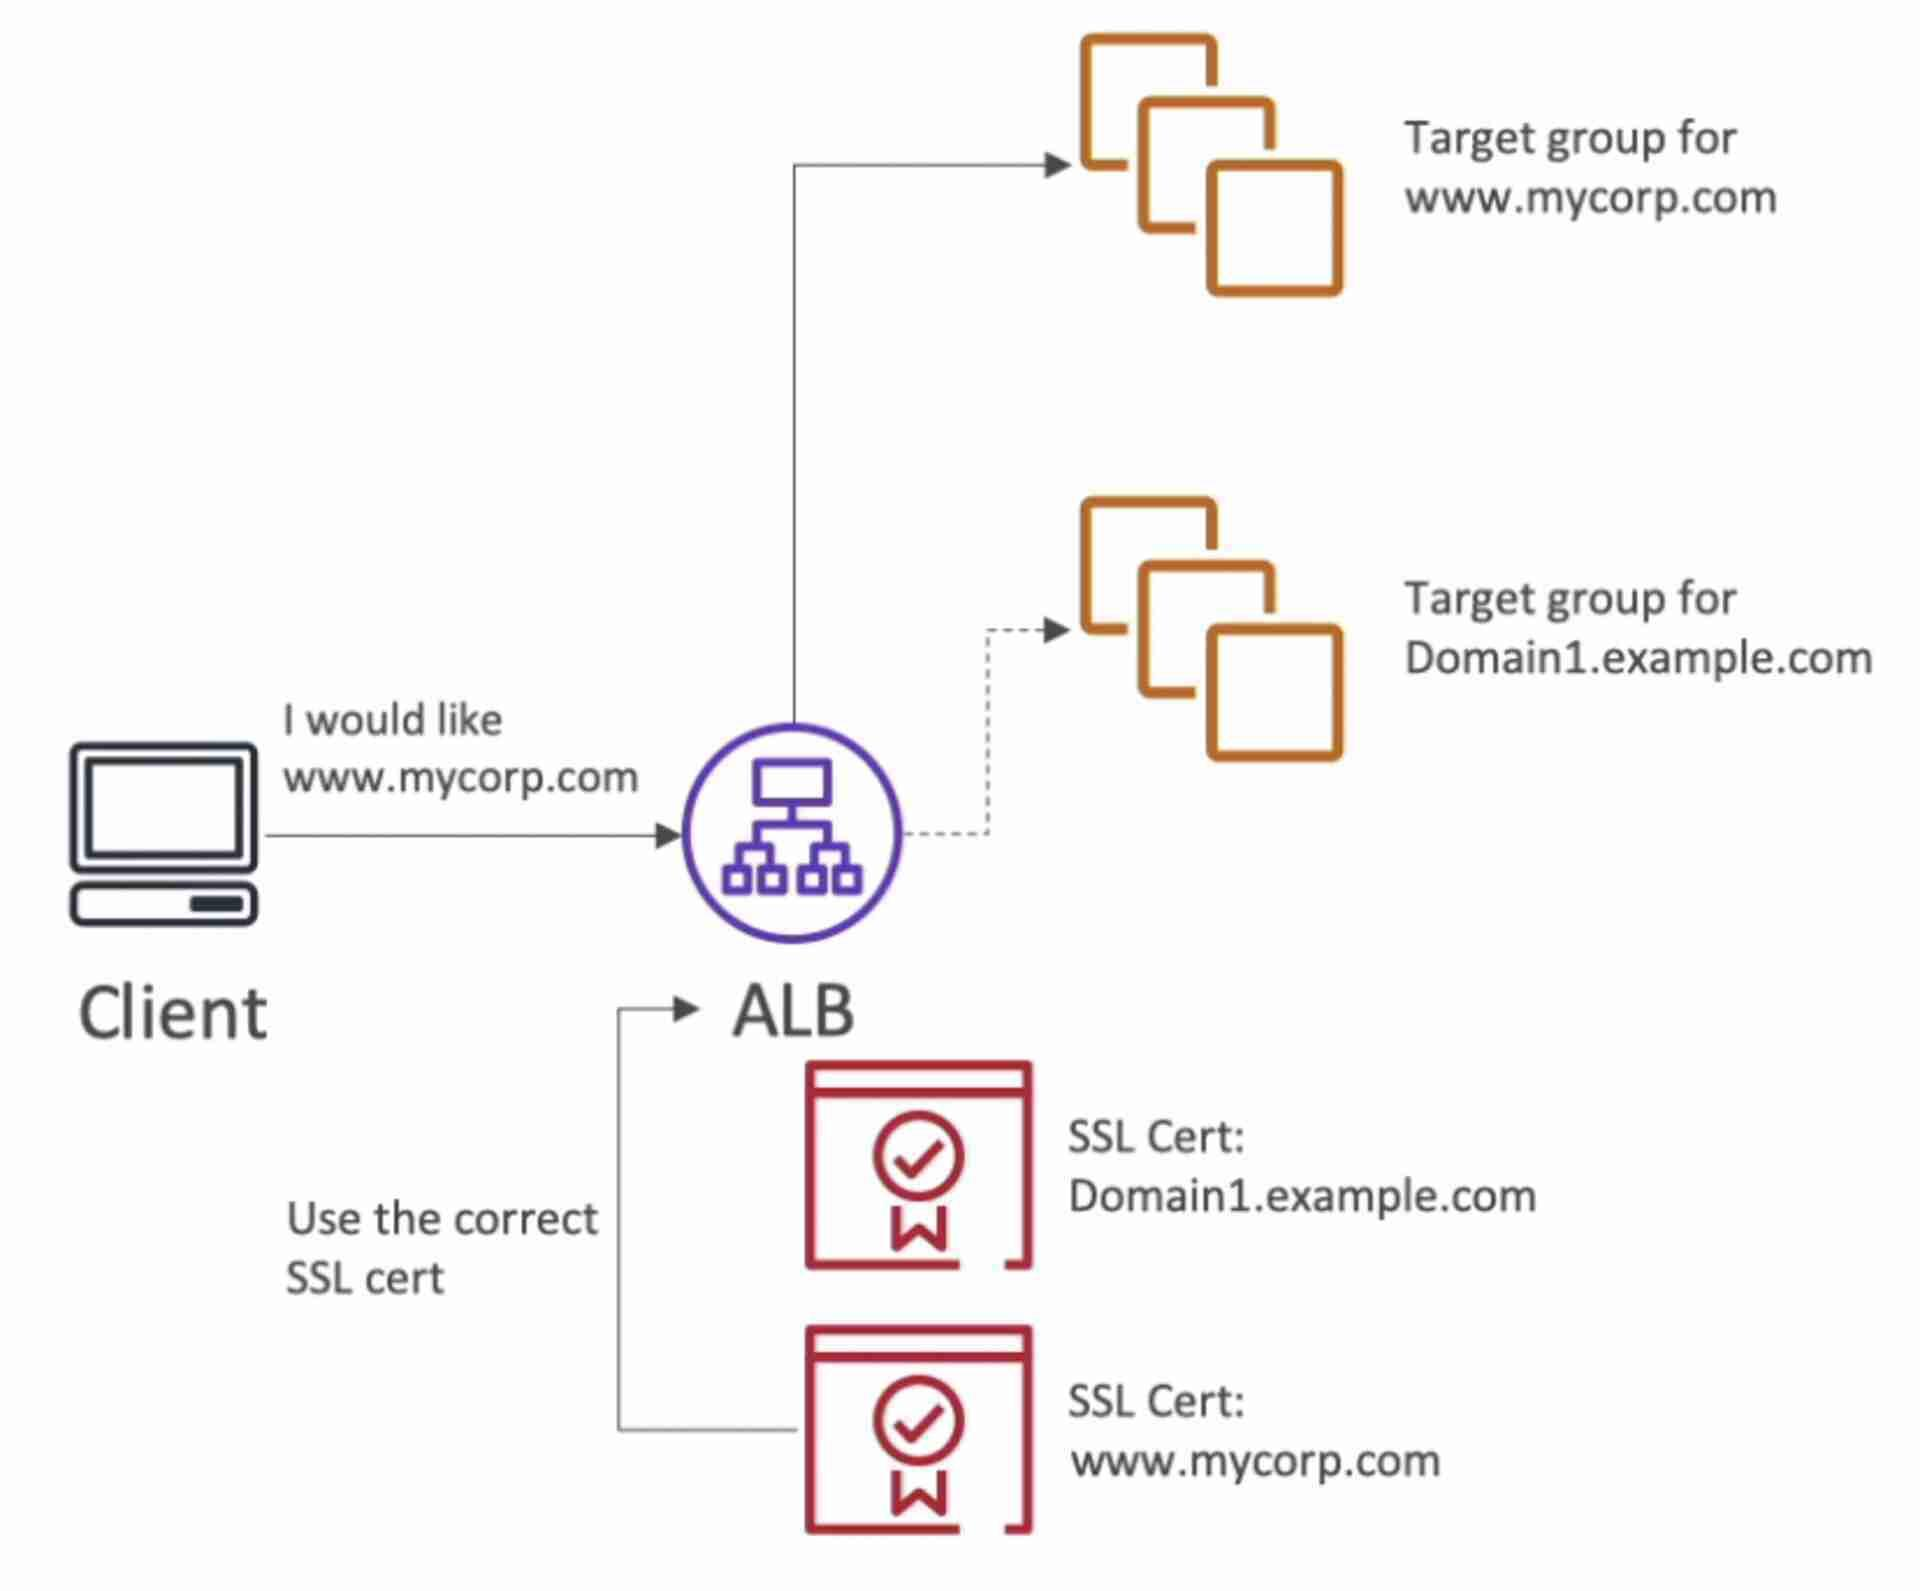 Target group for
www.mycorp.com
Target group for
Domain1.example.com
I would like
www.mycorp.com
Client
ALB
SSL Cert:
Domain1.example.com
Use the correct
SSL cert
SSL Cert:
www.mycorp.com